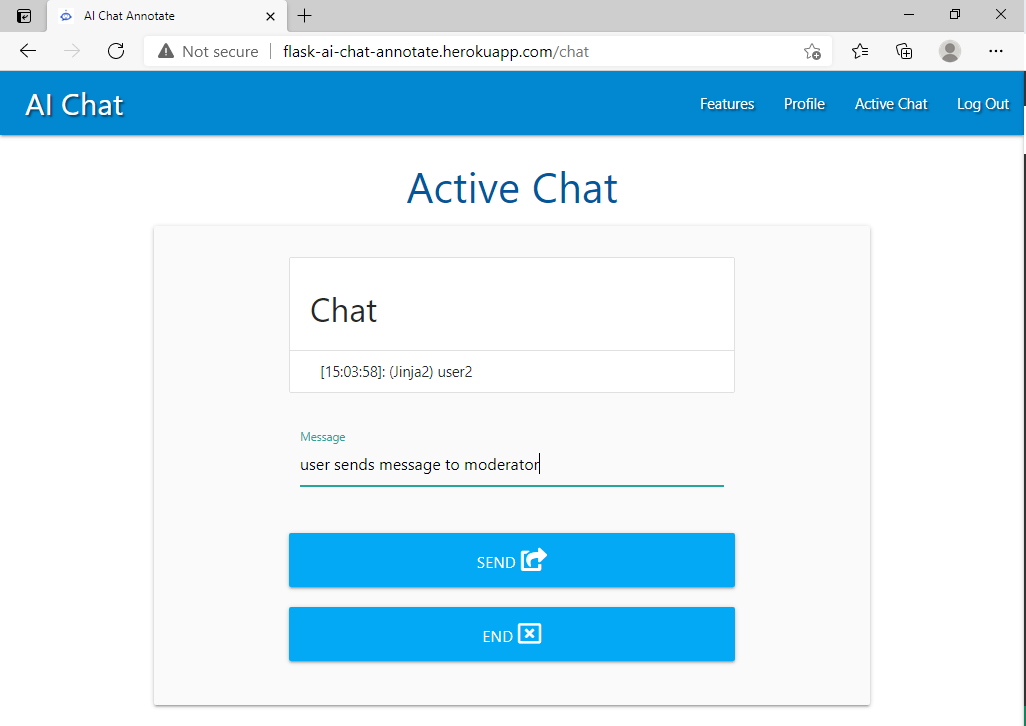 AI Chat Annotate
Not secure
flask-ai-chat-annotate.herokuapp.com/chat
AI Chat
Features
Profile
Active Chat
Log Out
Active Chat
Chat
[15:03:58]: (Jinja2) user2
Message
user sends message to moderator
SEND
END